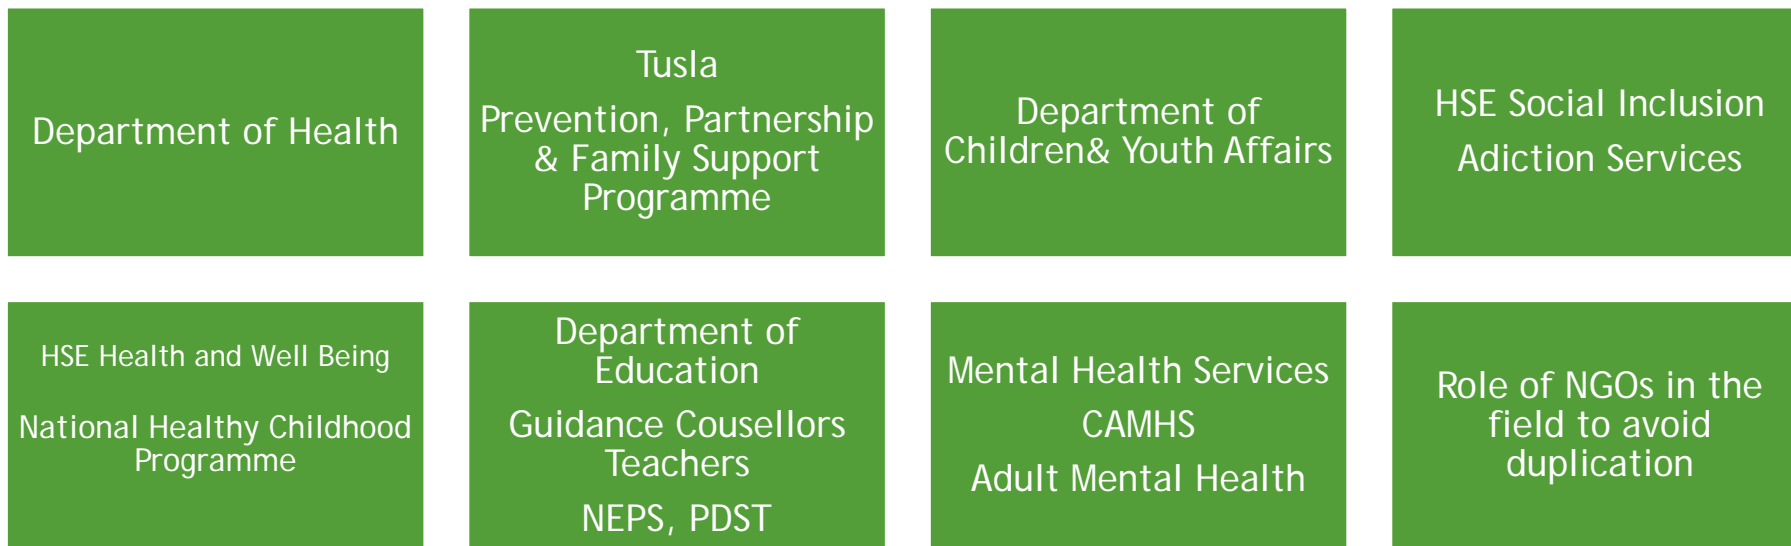 Department of Health
Tusla
Prevention, Partnership
& Family Support
Programme
Department of
Children& Youth Affairs
HSE Social Inclusion
Adiction Services
HSE Health and Well Being
National Healthy Childhood
Programme
Department of
Education
Guidance Cousellors
Teachers
NEPS, PDST
Mental Health Services
CAMHS
Adult Mental Health
Role of NGOs in the
field to avoid
duplication